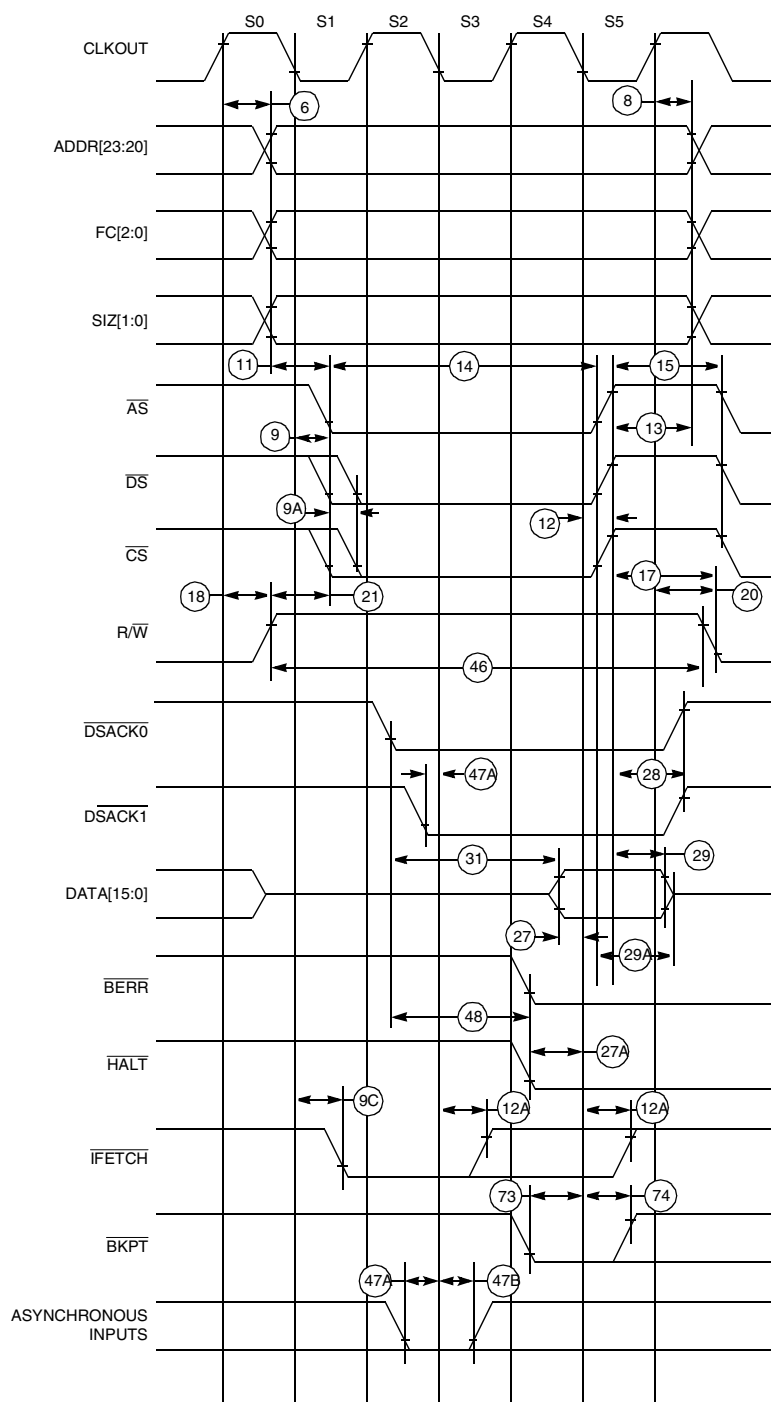 S0 S1 S2 S3 S4 S5
CLKOUT
6 8
ADDR[23:20]
FC[2:0]
SIZ[1:0]
11 14 15
AS
9 13
DS
9A 12
CS
18 21 17 20
R/W
46
DSACK0
47A 28
DSACK1
31 29
DATA[15:0]
27 29A
BERR
48
27A
HALT
9C 12A 12A
IFETCH
73 74
BKPT
47A 47B
ASYNCHRONOUS
INPUTS